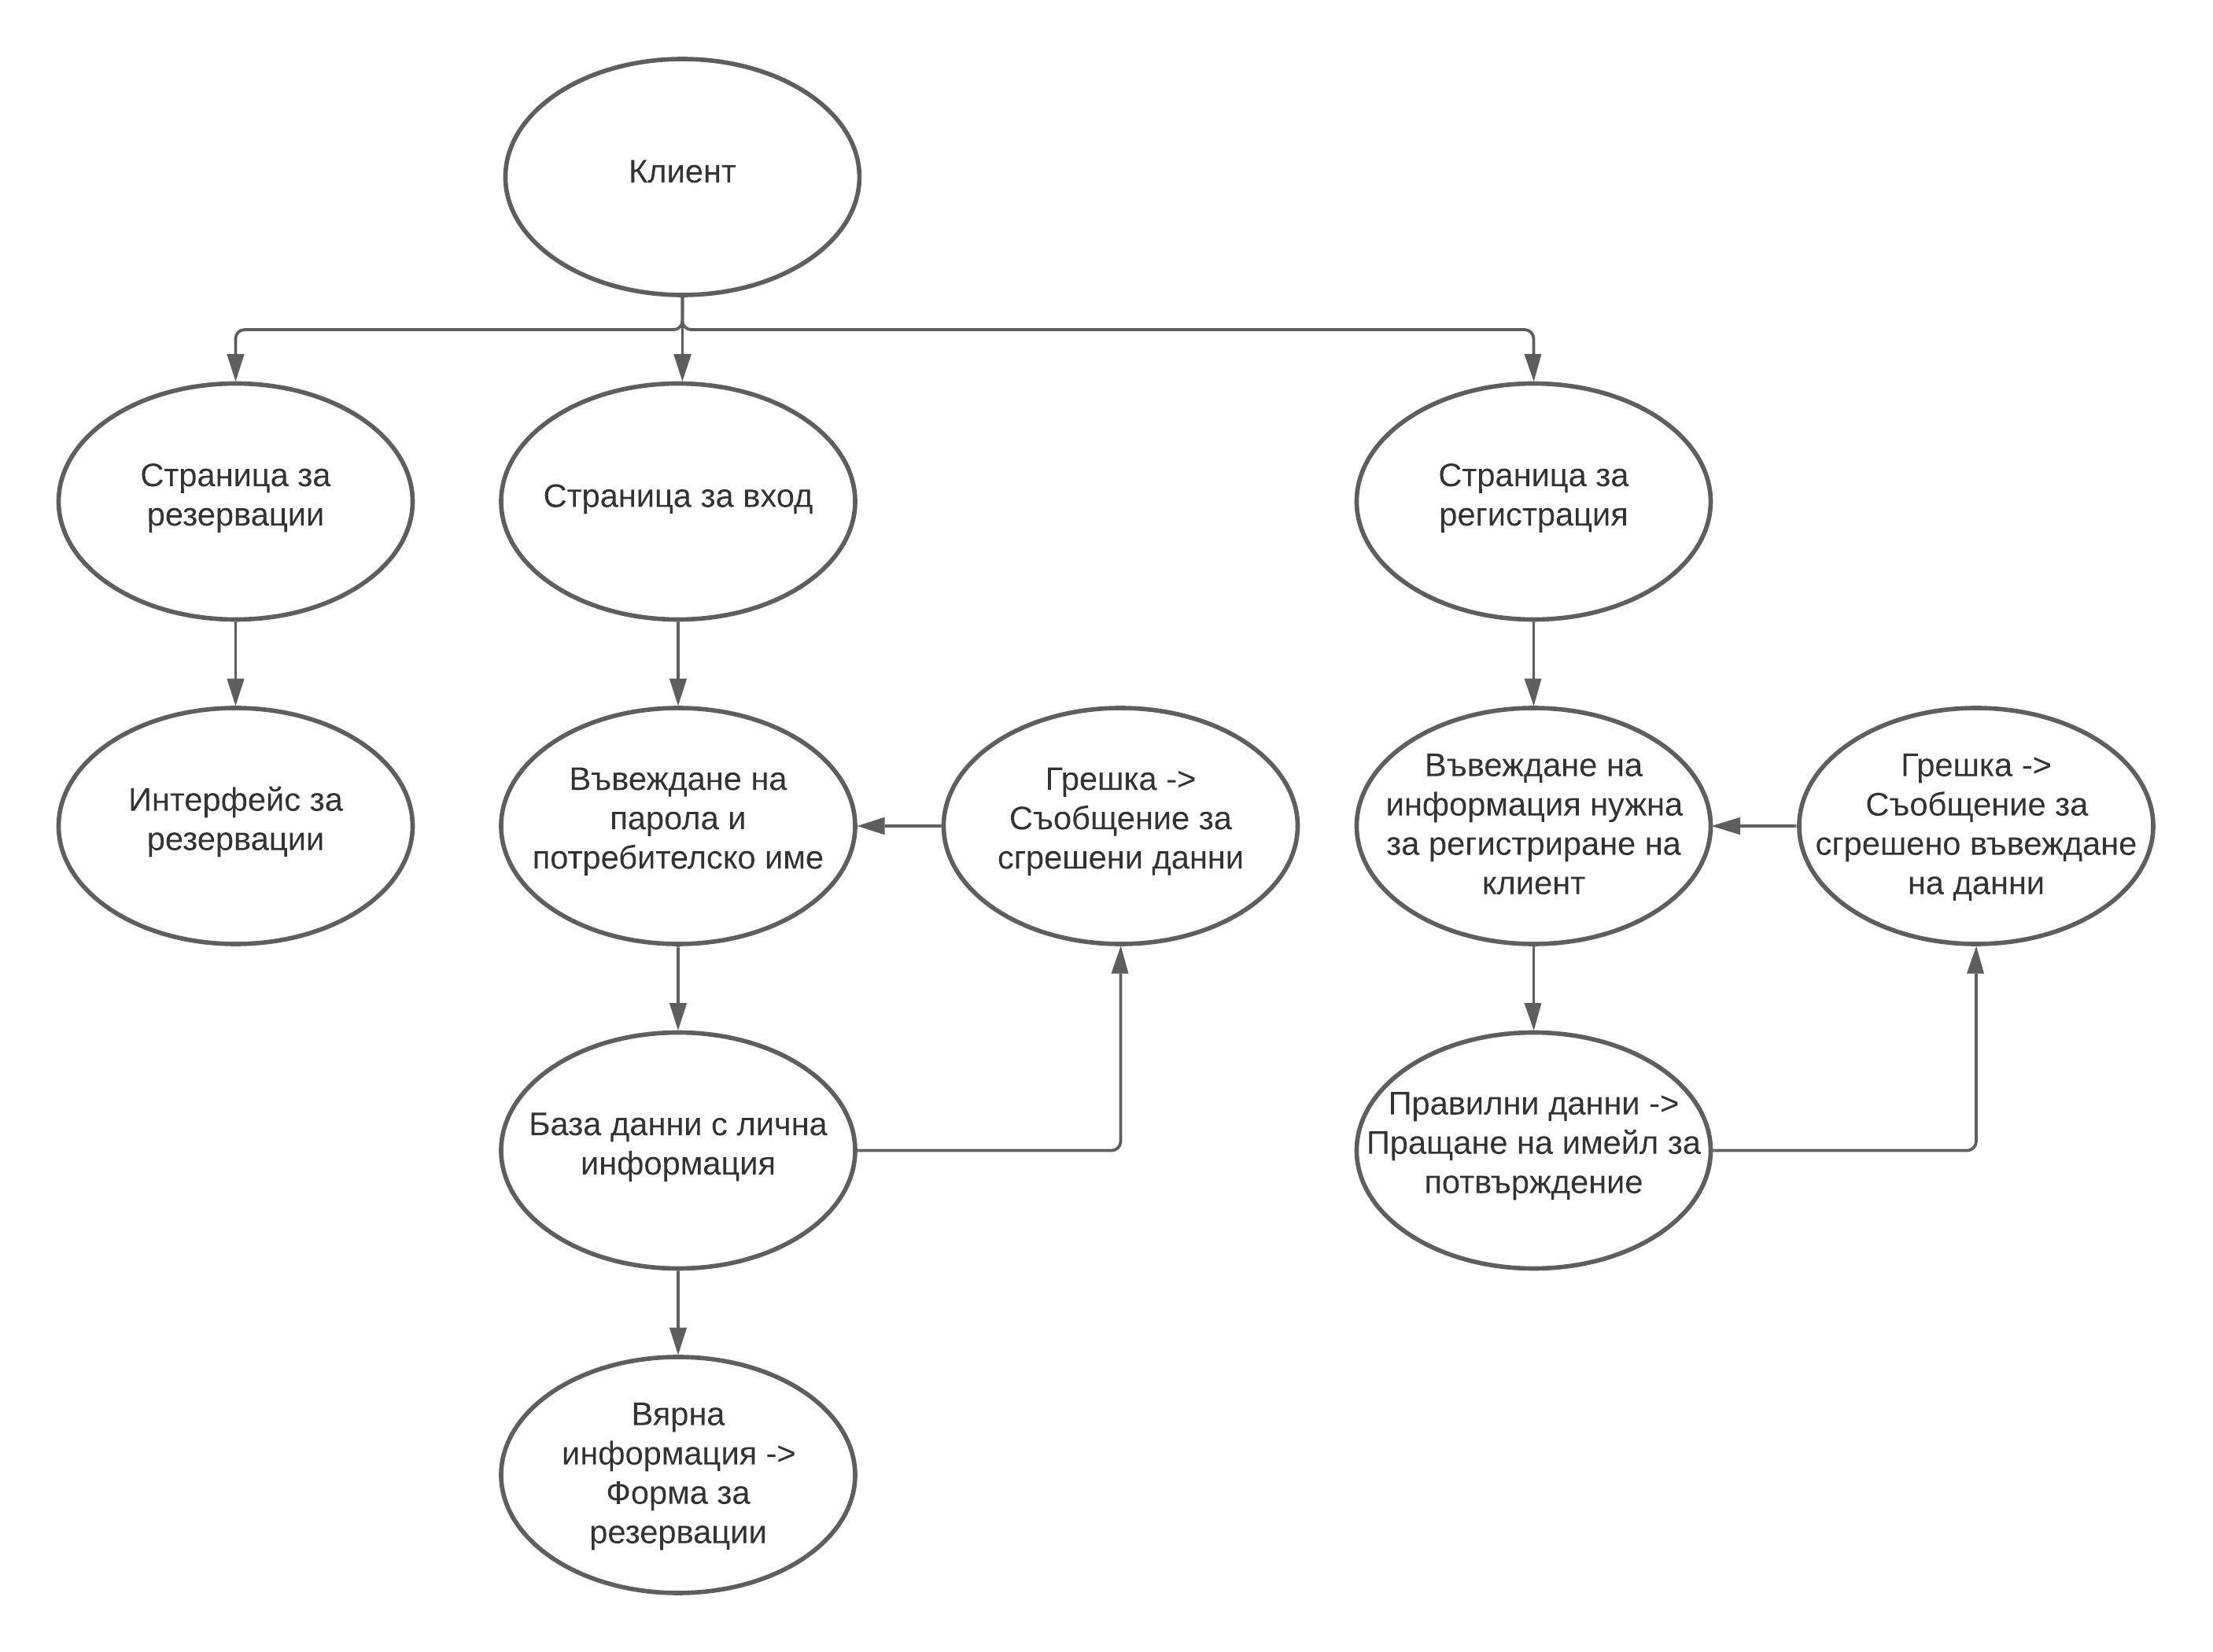 Клиент
Страница за
резервации
Страница за вход
Страница за
регистрация
Интерфейс за
резервации
Въвеждане на
парола и
потребителско име
Грешка ->
Съобщение за
сгрешени данни
Въвеждане на
информация нужна
за регистриране на
клиент
Грешка ->
Съобщение за
сгрешено въвеждане
на данни
База данни с лична
информация
Правилни данни ->
Пращане на имейл за
потвърждение
Вярна
информация ->
Форма за
резервации